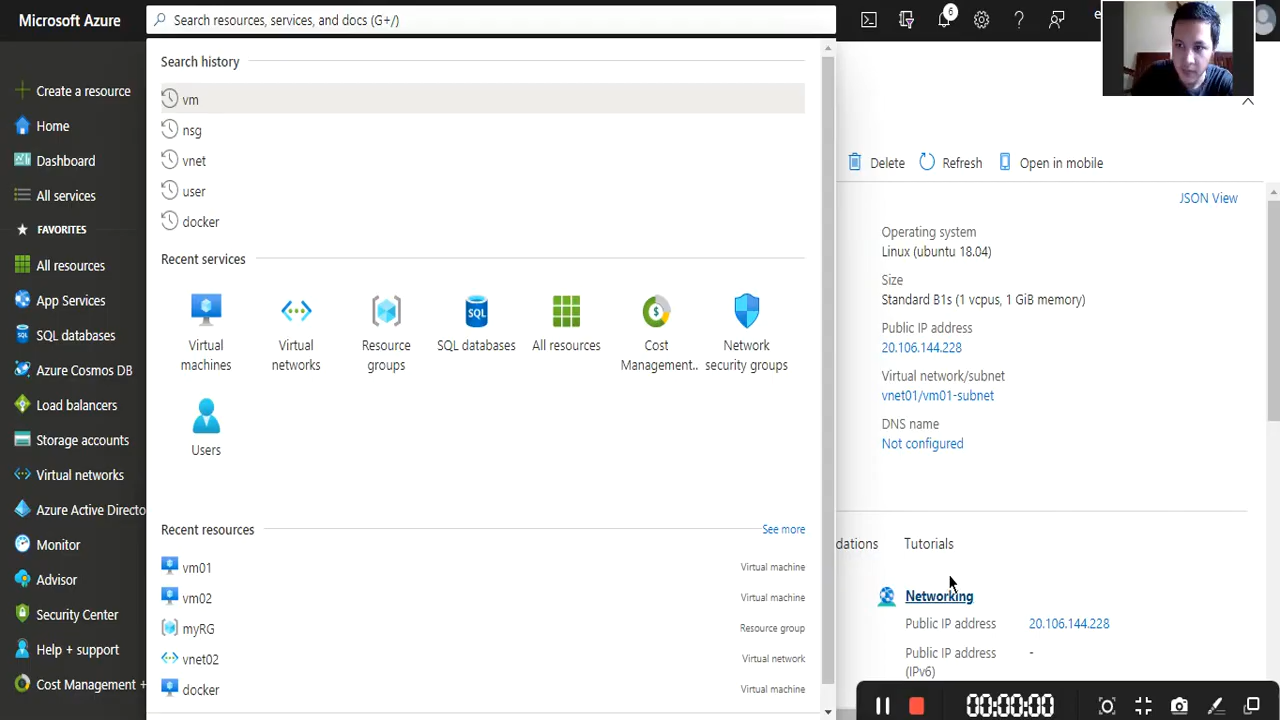 Microsoft Azure
Search resources, services, and docs (G+/)
6
Create a resource
Home
Dashboard
All services
FAVORITES
All resources
App Services
SQL databases
Azure Cosmos DB
Load balancers
Storage accounts
Virtual networks
Azure Active Directo
Monitor
Advisor
Security Center
Help + support
Cost Management +
Search history
vm
nsg
vnet
user
docker
Recent services
Virtual machines
Virtual networks
Resource groups
SQL databases
SQL
All resources
Cost Management..
Network security groups
Users
Recent resources
See more
vm01 Virtual machine
vm02 Virtual machine
myRG Resource group
vnet02 Virtual network
docker Virtual machine
Delete Refresh Open in mobile
JSON View
Operating system
Linux (ubuntu 18.04)
Size
Standard B1s (1 vcpus, 1 GiB memory)
Public IP address
20.106.144.228
Virtual network/subnet
vnet01/vm01-subnet
DNS name
Not configured
dations Tutorials
Networking
Public IP address 20.106.144.228
Public IP address -
(IPv6)
00:00:00